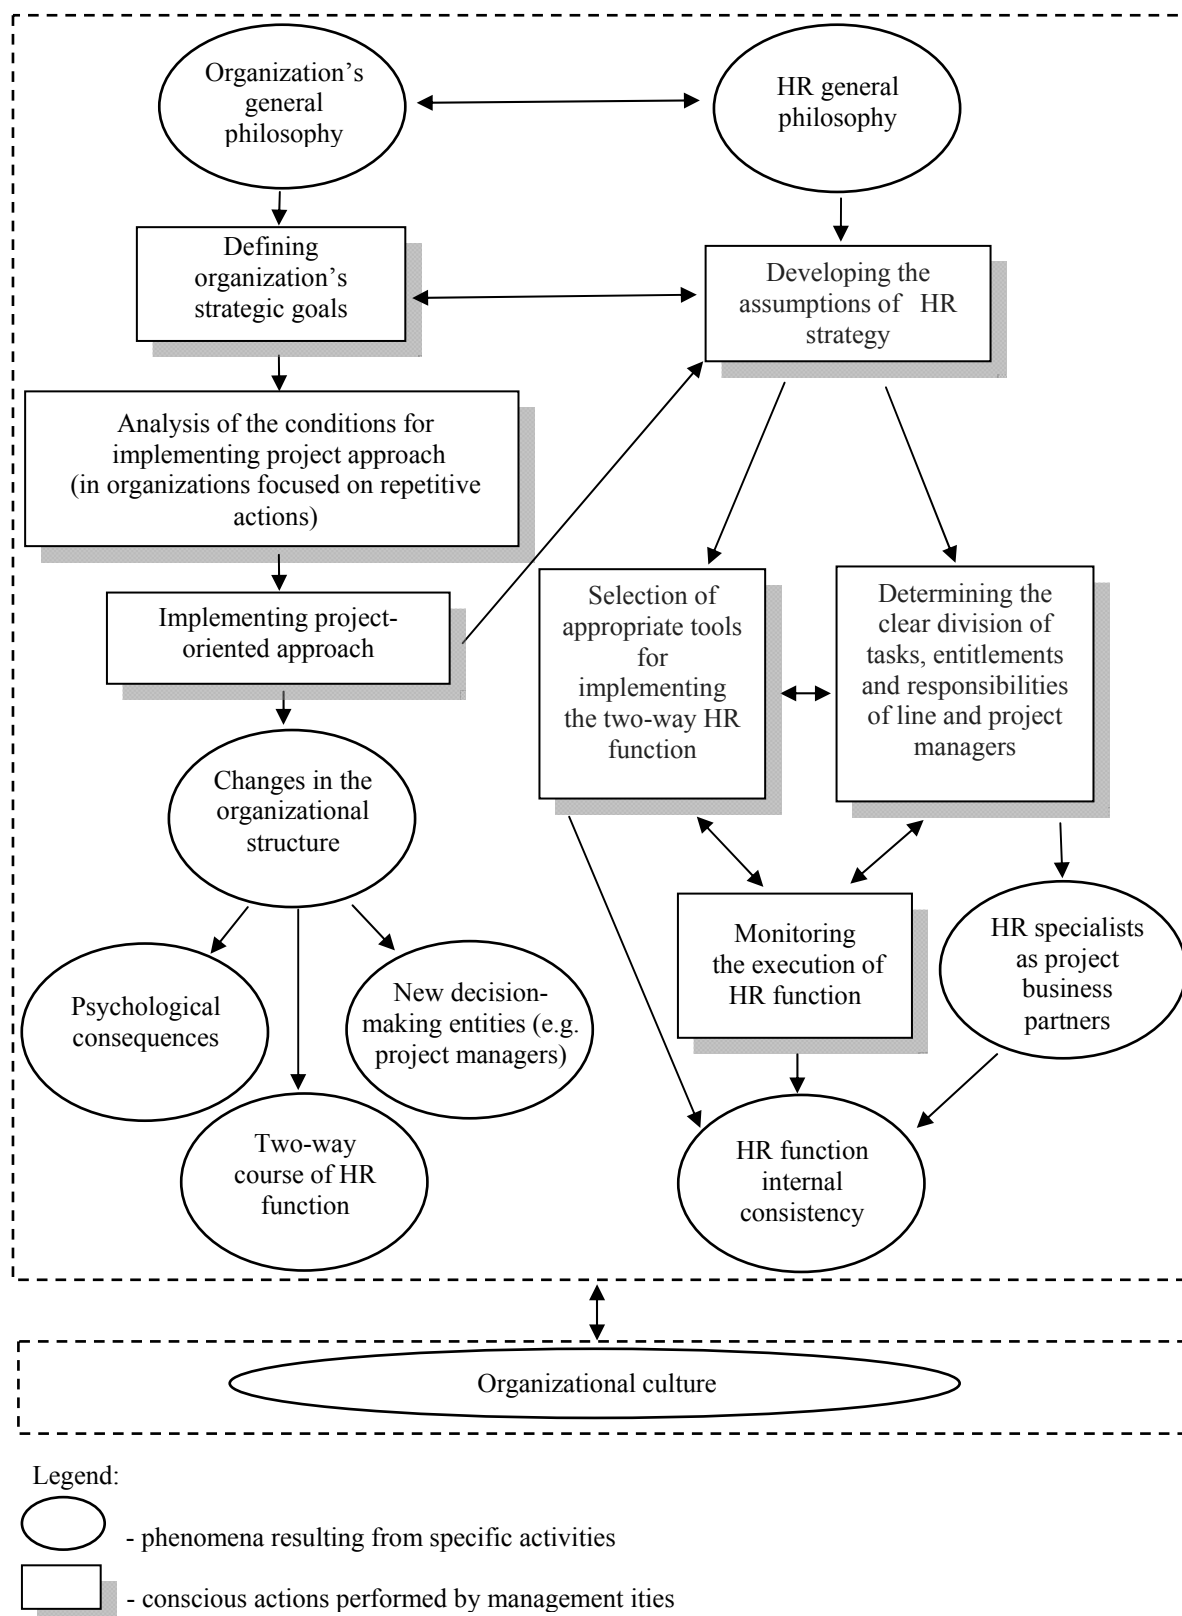 Organization’s
general
philosophy
HR general
philosophy
Defining
organization’s
strategic goals
Developing the
assumptions of HR
strategy
Analysis of the conditions for
implementing project approach
(in organizations focused on repetitive
actions)
Implementing project-
oriented approach
Selection of
appropriate tools
for
implementing
the two-way HR
function
Determining the
clear division of
tasks, entitlements
and responsibilities
of line and project
managers
Changes in the
organizational
structure
Monitoring
the execution of
HR function
HR specialists
as project
business
partners
Psychological
consequences
New decision-
making entities (e.g.
project managers)
Two-way
course of HR
function
HR function
internal
consistency
Organizational culture
Legend:
- phenomena resulting from specific activities
- conscious actions performed by management ities